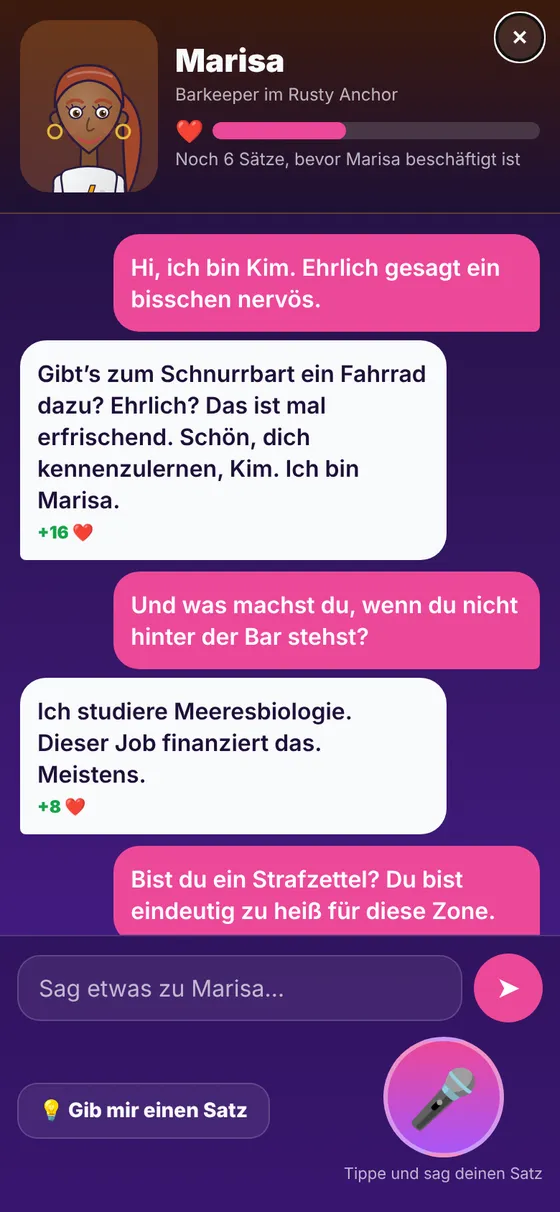 Marisa
Barkeeper im Rusty Anchor
Noch 6 Sätze, bevor Marisa beschäftigt ist
Hi, ich bin Kim. Ehrlich gesagt ein
bisschen nervös.
Gibt’s zum Schnurrbart ein Fahrrad
dazu? Ehrlich? Das ist mal
erfrischend. Schön, dich
kennenzulernen, Kim. Ich bin
Marisa.
+16 ❤️
Und was machst du, wenn du nicht
hinter der Bar stehst?
Ich studiere Meeresbiologie.
Dieser Job finanziert das.
Meistens.
+8 ❤️
Bist du ein Strafzettel? Du bist
eindeutig zu heiß für diese Zone.
Sag etwas zu Marisa...
💡 Gib mir einen Satz
Tippe und sag deinen Satz